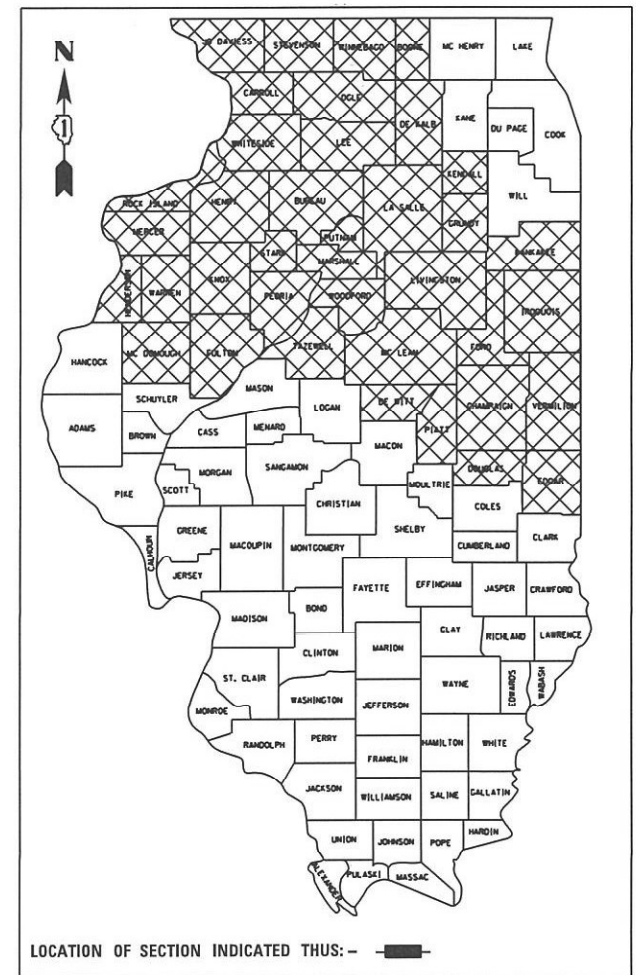 JO DAVIESS STEVENSON WINNEBAGO BOONE MC HENRY LAKE
N
CARROLL OGLE
DE KALB KANE
DU PAGE COOK
WHITESIDE LEE
KENDALL
WILL
ROCK ISLAND HENRY BUREAU LA SALLE
GRUNDY
MERCER PUTNAM
KANKAKEE
STARK MARSHALL
KNOX LIVINGSTON
HENDERSON WARREN PEORIA WOODFORD IROQUOIS
FORD
MC DONOUGH FULTON TAZEWELL MC LEAN
HANCOCK
MASON
SCHUYLER DE WITT CHAMPAIGN VERMILION
LOGAN
ADAMS BROWN CASS MENARD PIATT
MACON
MORGAN SANGAMON DOUGLAS EDGAR
SCOTT MOULTRIE
PIKE CHRISTIAN COLES
SHELBY
GREENE CLARK
CALHOUN MACOUPIN MONTGOMERY CUMBERLAND
JERSEY
FAYETTE EFFINGHAM JASPER CRAWFORD
MADISON BOND
CLAY RICHLAND LAWRENCE
CLINTON MARION
ST. CLAIR WAYNE EDWARDS WABASH
WASHINGTON
MONROE JEFFERSON
PERRY HAMILTON WHITE
RANDOLPH
FRANKLIN
JACKSON WILLIAMSON SALINE GALLATIN
UNION JOHNSON POPE HARDIN
ALEXANDER PULASKI MASSAC
LOCATION OF SECTION INDICATED THUS: –